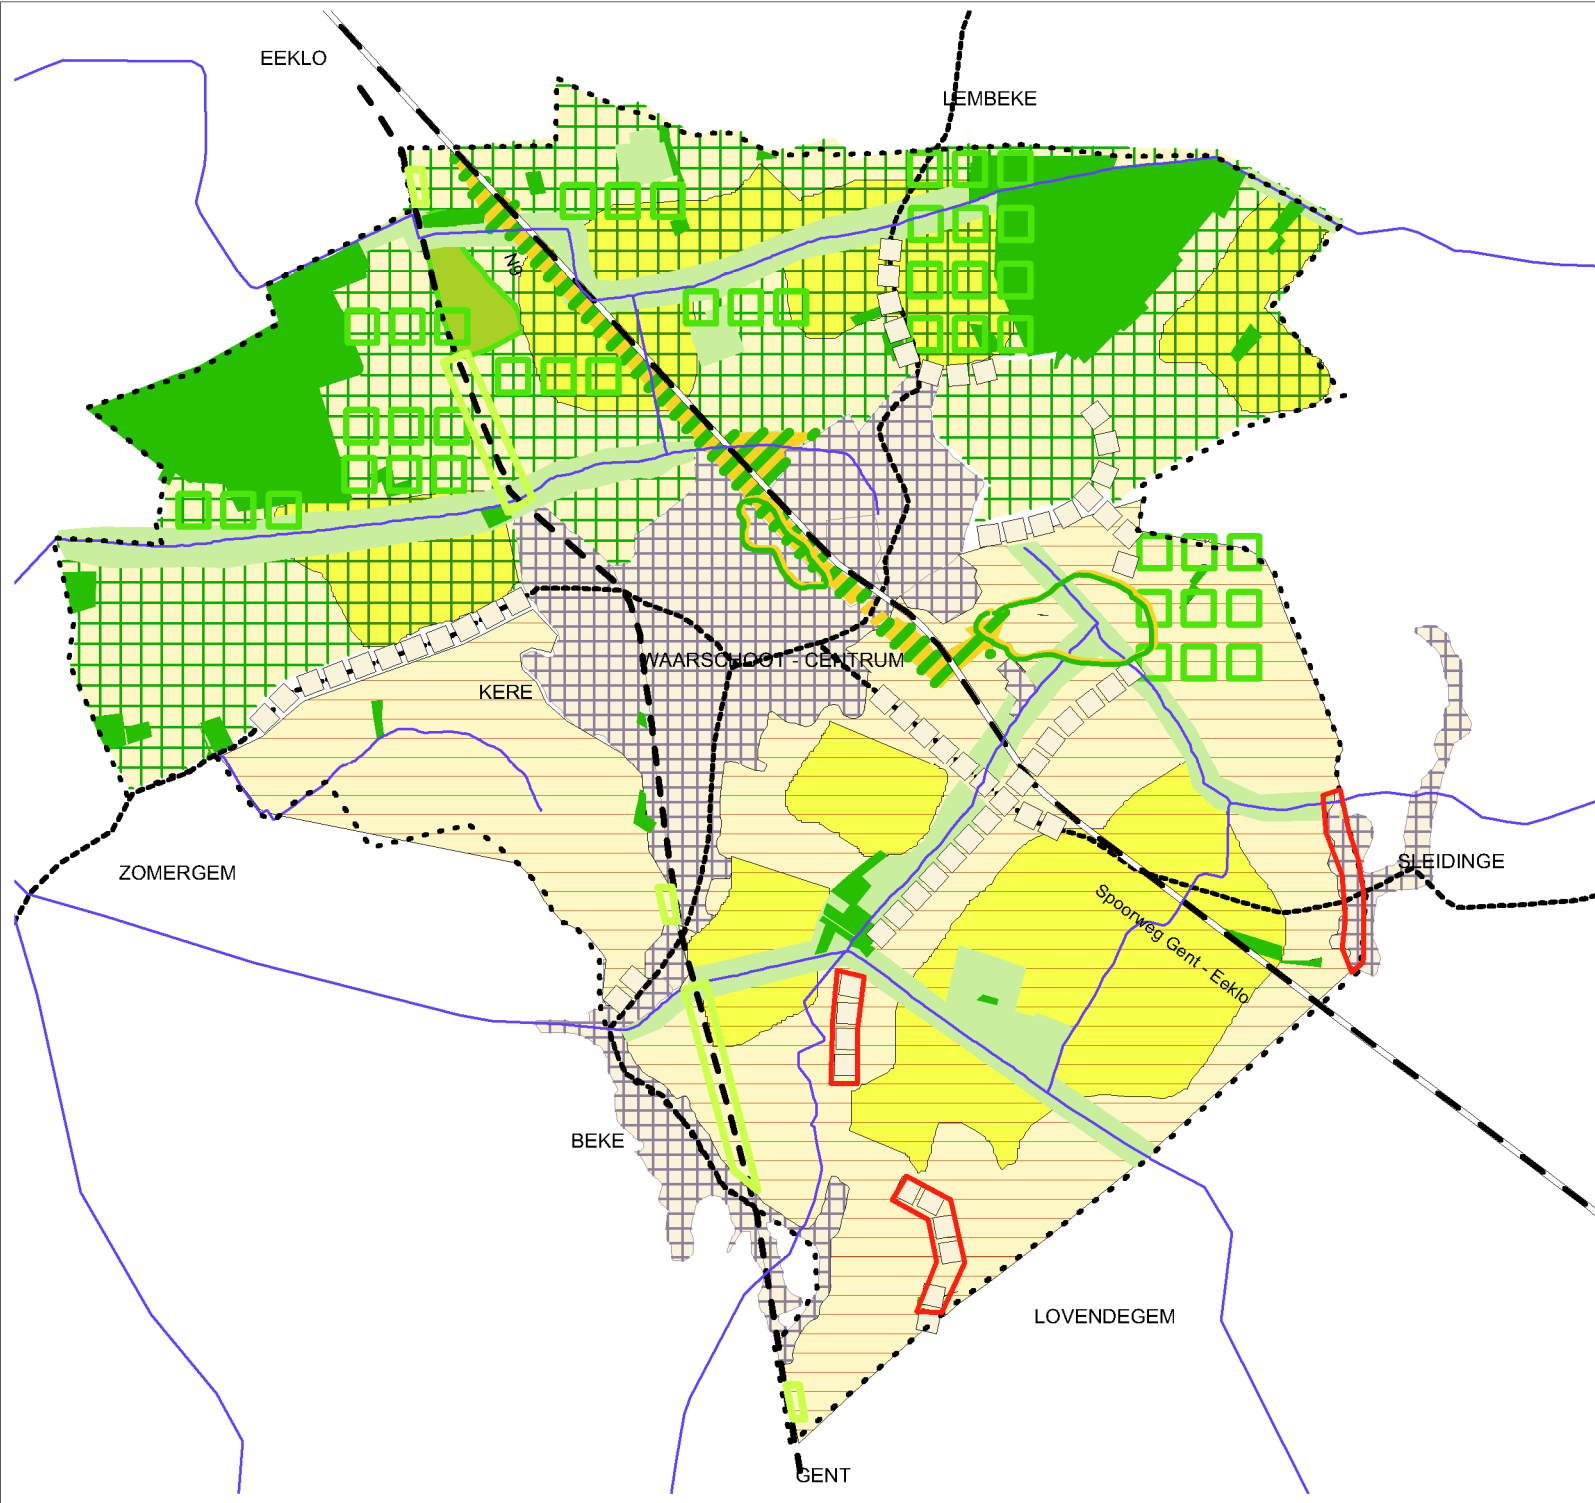 EEKLO
LEMBEKE
N9
WAARSCHOOT - CENTRUM
KERE
SLEIDINGE
ZOMERGEM
Spoorweg Gent - Eeklo
BEKE
LOVENDEGEM
GENT